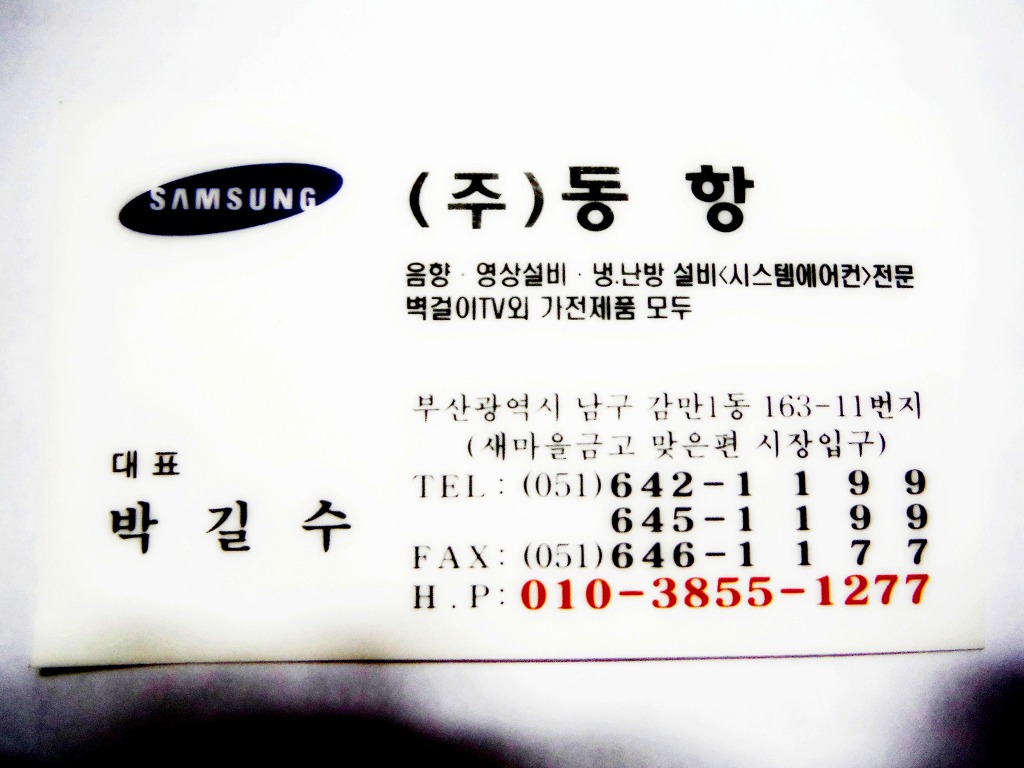 SAMSUNG
(주)동 항
음향·영상설비·냉.난방 설비<시스템에어컨>전문
벽걸이TV외 가전제품 모두
부산광역시 남구 감만1동 163-11번지
(새마을금고 맞은편 시장입구)
대 표
박 길 수
TEL: (051)642-1 1 9 9
645-1 1 9 9
FAX: (051)646-1 1 7 7
H.P: 010-3855-1277